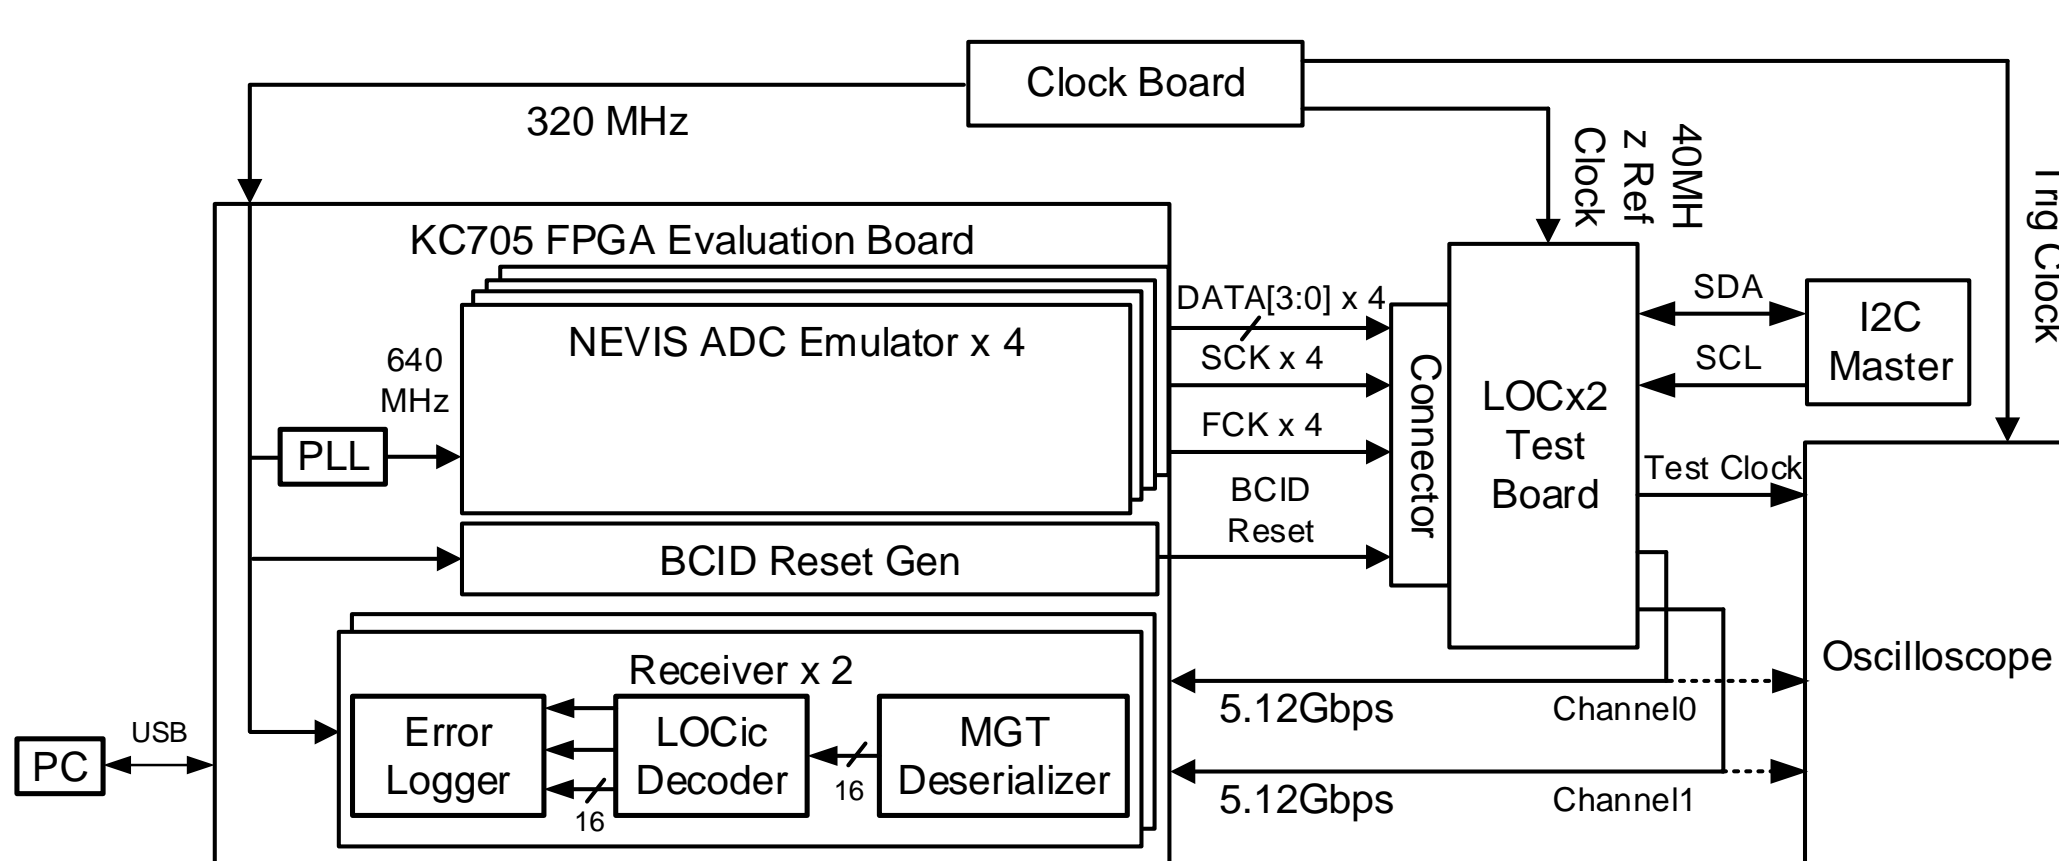 Clock Board
320 MHz
40MH
z Ref
Clock
Trig Clock
KC705 FPGA Evaluation Board
NEVIS ADC Emulator x 4
640
MHz
PLL
DATA[3:0] x 4
SCK x 4
FCK x 4
BCID
Reset
Connector
LOCx2
Test
Board
SDA
SCL
I2C
Master
Test Clock
BCID Reset Gen
Receiver x 2
Error
Logger
LOCic
Decoder
MGT
Deserializer
16
16
PC
USB
5.12Gbps
Channel0
5.12Gbps
Channel1
Oscilloscope